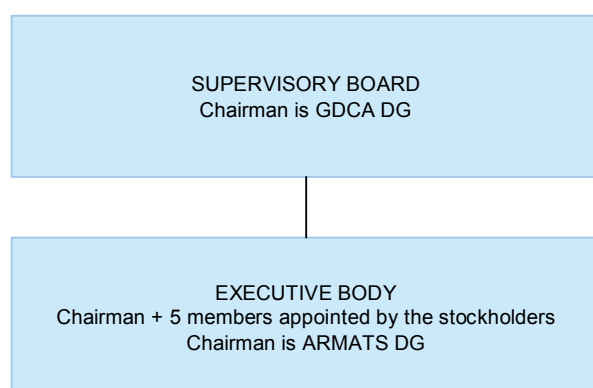 SUPERVISORY BOARD
Chairman is GDCA DG
EXECUTIVE BODY
Chairman + 5 members appointed by the stockholders
Chairman is ARMATS DG